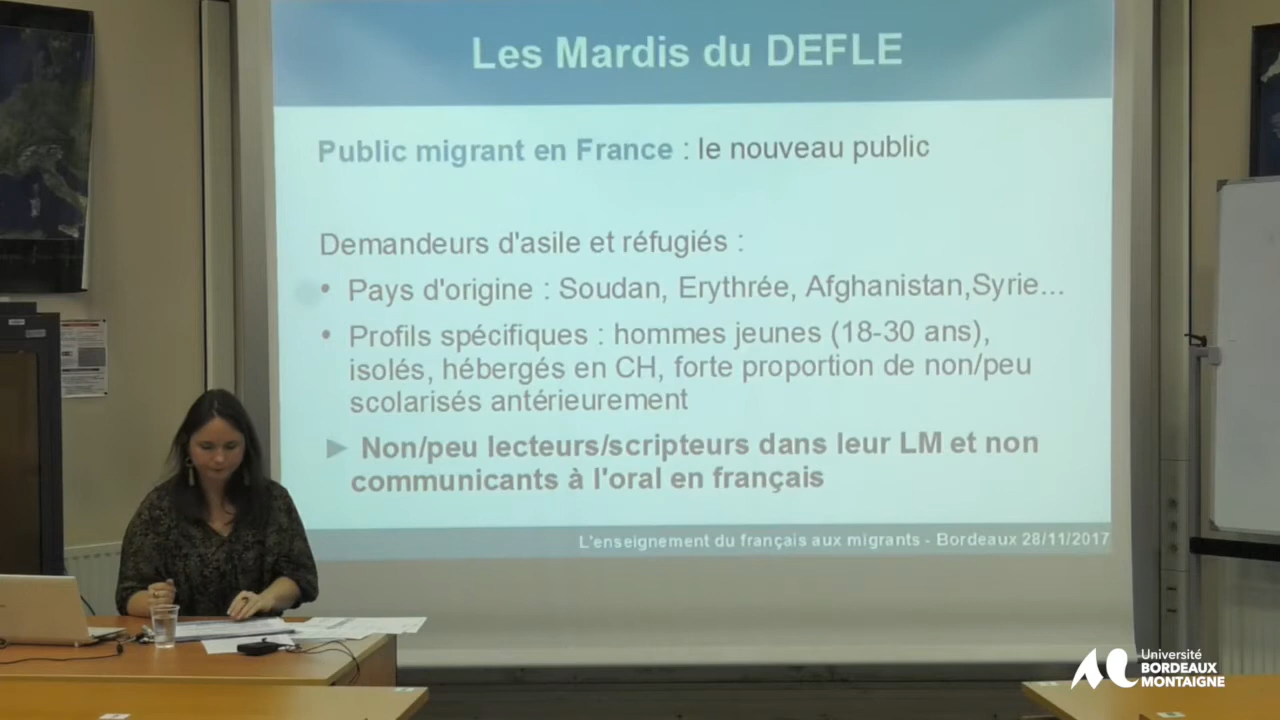 Les Mardis du DEFLE
Public migrant en France : le nouveau public
Demandeurs d'asile et réfugiés :
• Pays d'origine : Soudan, Erythrée, Afghanistan,Syrie...
• Profils spécifiques : hommes jeunes (18-30 ans),
isolés, hébergés en CH, forte proportion de non/peu
scolarisés antérieurement
► Non/peu lecteurs/scripteurs dans leur LM et non
communicants à l'oral en français
L'enseignement du français aux migrants - Bordeaux 28/11/2017
Université
BORDEAUX
MONTAIGNE